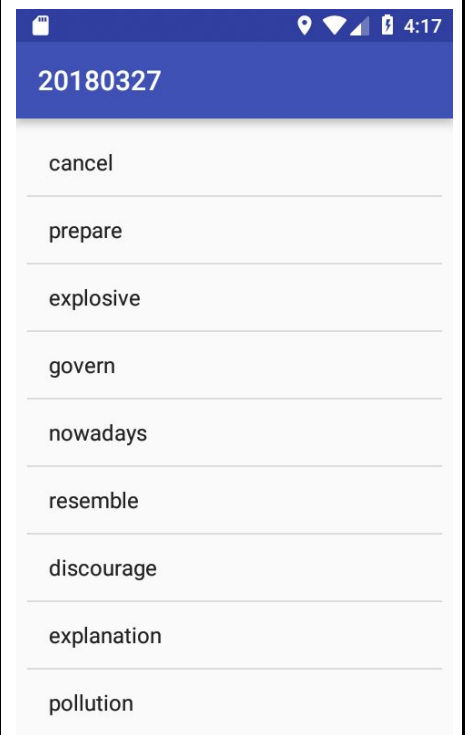 4:17
20180327
cancel
prepare
explosive
govern
nowadays
resemble
discourage
explanation
pollution